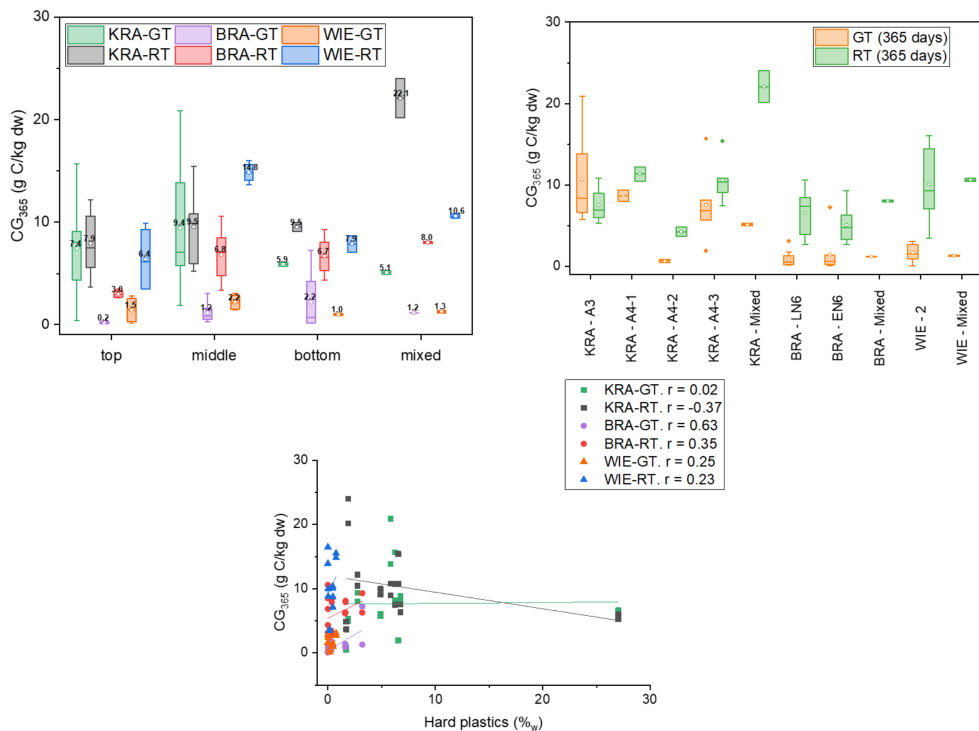 KRA-GT BRA-GT WIE-GT
KRA-RT BRA-RT WIE-RT
CG365 (g C/kg dw)
30
20
10
0
7.4 7.9 0.2 3.0 1.5 6.4
9.4 9.5 1.2 6.8 2.2 14.8
5.9 9.5 2.2 6.7 1.0 7.9
5.1 22.1 1.2 8.0 1.3 10.6
top middle bottom mixed
GT (365 days)
RT (365 days)
CG365 (g C/kg dw)
30
20
10
0
KRA - A3
KRA - A4-1
KRA - A4-2
KRA - A4-3
KRA - Mixed
BRA - LN6
BRA - EN6
BRA - Mixed
WIE - 2
WIE - Mixed
KRA-GT. r = 0.02
KRA-RT. r = -0.37
BRA-GT. r = 0.63
BRA-RT. r = 0.35
WIE-GT. r = 0.25
WIE-RT. r = 0.23
CG365 (g C/kg dw)
30
20
10
0
0 10 20 30
Hard plastics (%w)